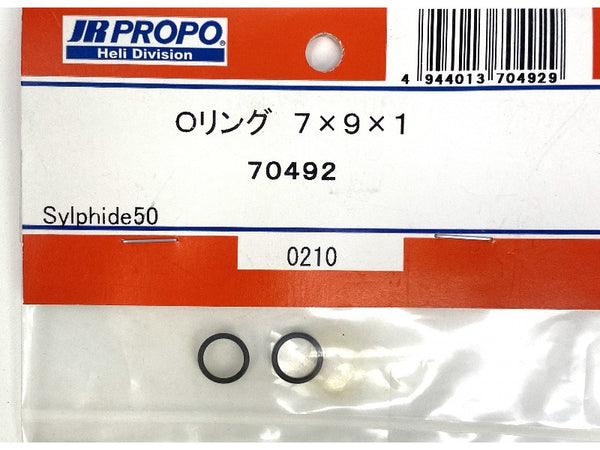 JR PROPO®
Heli Division
4 944013 704929
Oリング 7×9×1
70492
Sylphide50
0210